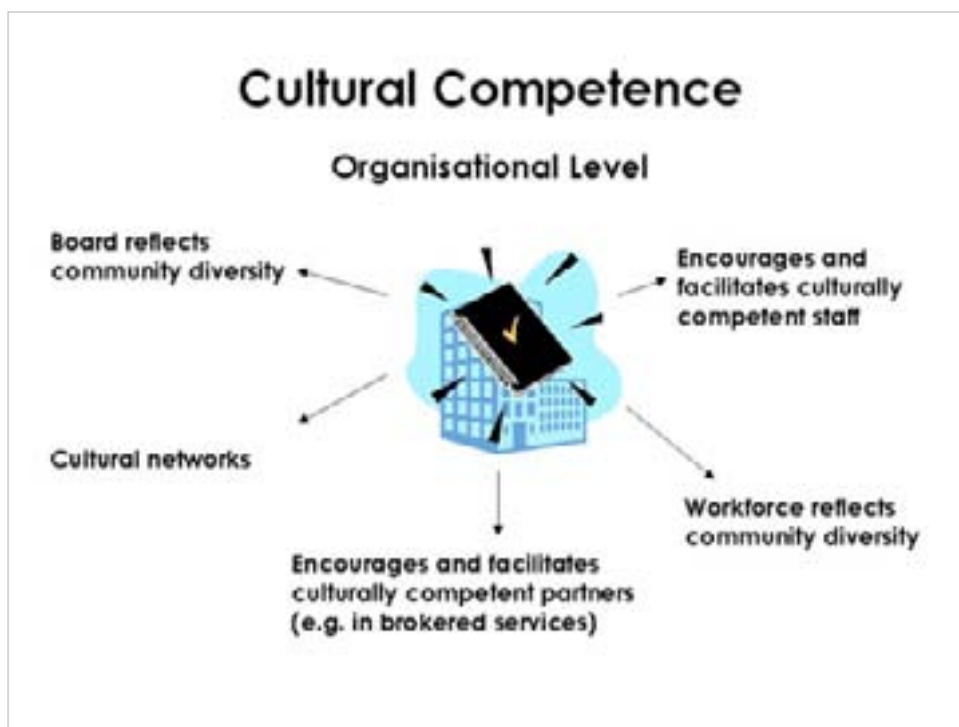 Cultural Competence
Organisational Level
Board reflects
community diversity
Encourages and
facilitates culturally
competent staff
Cultural networks
Workforce reflects
community diversity
Encourages and facilitates
culturally competent partners
(e.g. in brokered services)